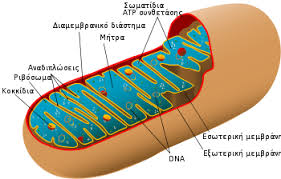 Σωματίδια
ATP συνθετάσης
Διαμεμβρανικό διάστημα
Μήτρα
Αναδιπλώσεις
Ριβόσωμα
Κοκκίδια
DNA
Εσωτερική μεμβράνη
Εξωτερική μεμβράνη